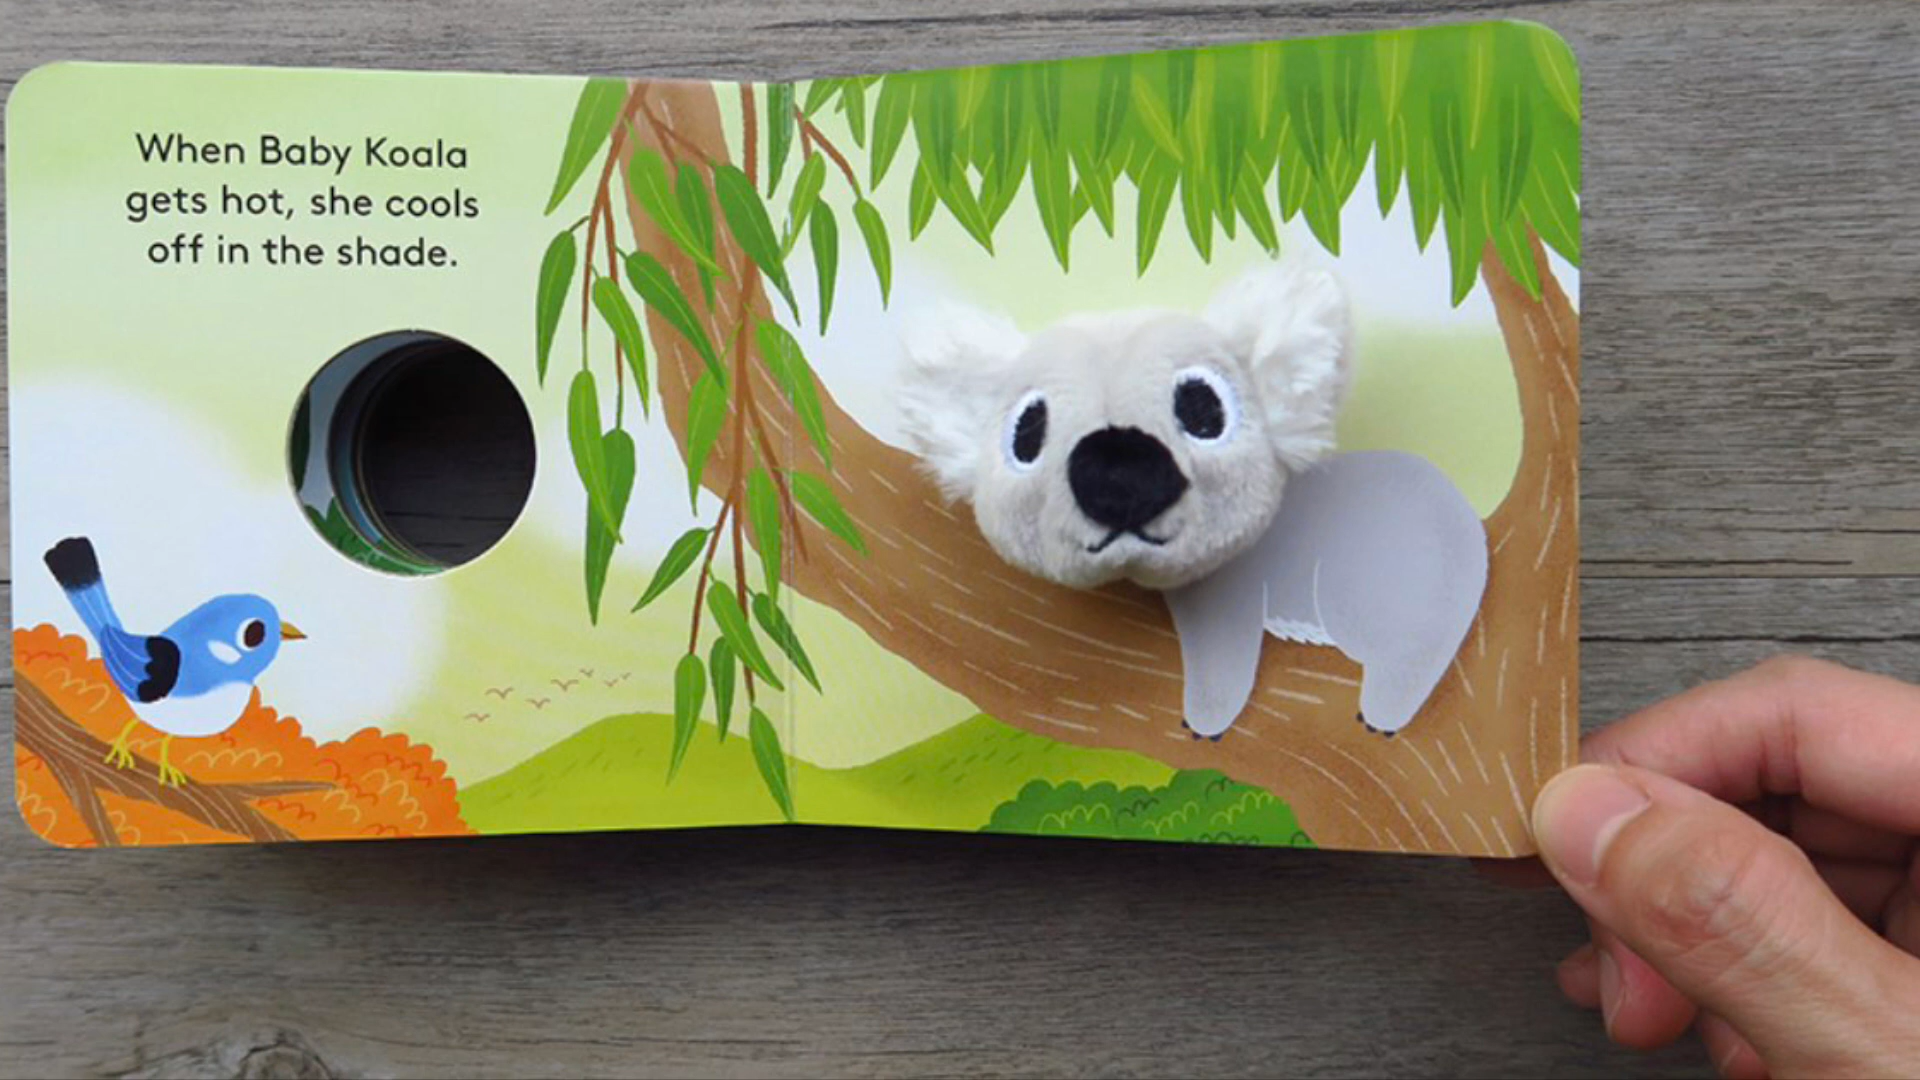 When Baby Koala
gets hot, she cools
off in the shade.